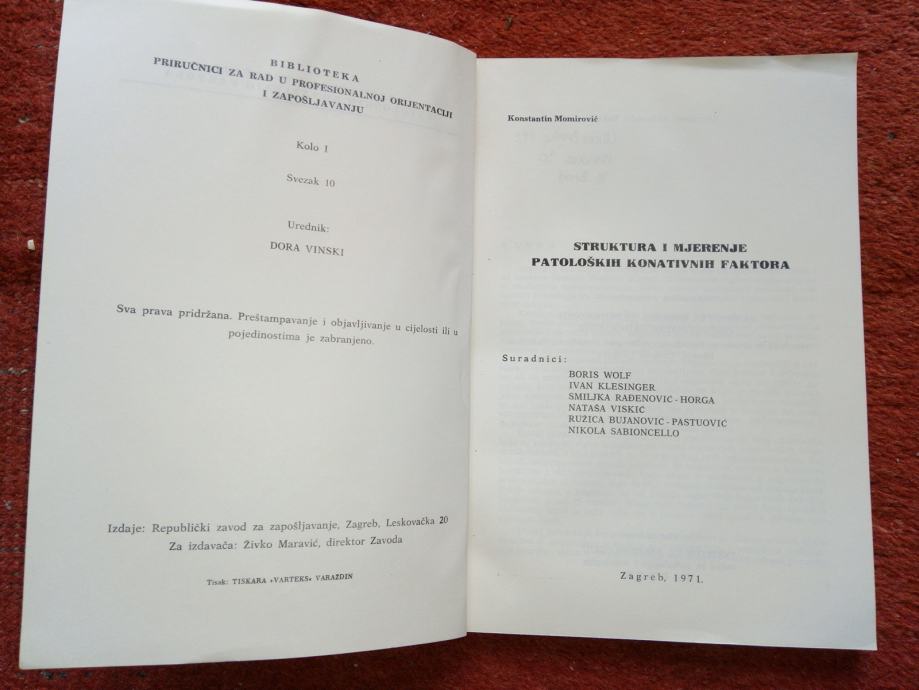 BIBLIOTEKA
PRIRUČNICI ZA RAD U PROFESIONALNOJ ORIJENTACIJI
I ZAPOŠLJAVANJU
Kolo 1
Svezak 10
Urednik:
DORA VINSKI
Sva prava pridržana. Preštampavanje i objavljivanje u cijelosti ili u
pojedinostima je zabranjeno.
Izdaje: Republički zavod za zapošljavanje, Zagreb, Leskovačka 20
Za izdavača: Živko Maravić, direktor Zavoda
Tisak: TISKARA »VARTEKS« VARAŽDIN
Konstantin Momirović
STRUKTURA I MJERENJE
PATOLOŠKIH KONATIVNIH FAKTORA
Suradnici:
BORIS WOLF
IVAN KLESINGER
SMILJKA RAĐENOVIĆ-HORGA
NATAŠA VISKIĆ
RUŽICA BUJANOVIĆ-PASTUOVIĆ
NIKOLA SABIONCELLO
Zagreb, 1971.